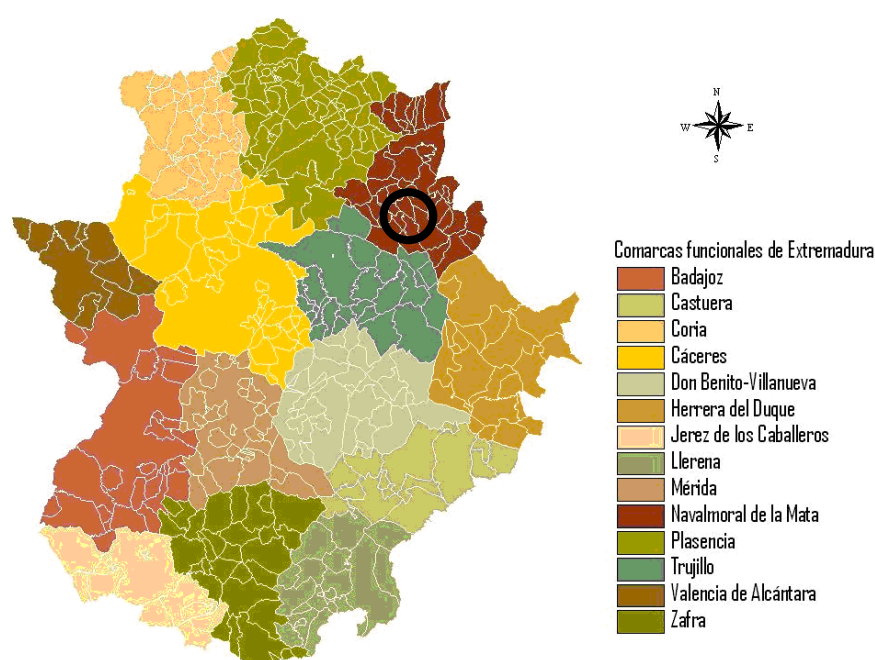 N
W E
S
Comarcas funcionales de Extremadura
Badajoz
Castuera
Coria
Cáceres
Don Benito-Villanueva
Herrera del Duque
Jerez de los Caballeros
Llerena
Mérida
Navalmoral de la Mata
Plasencia
Trujillo
Valencia de Alcántara
Zafra